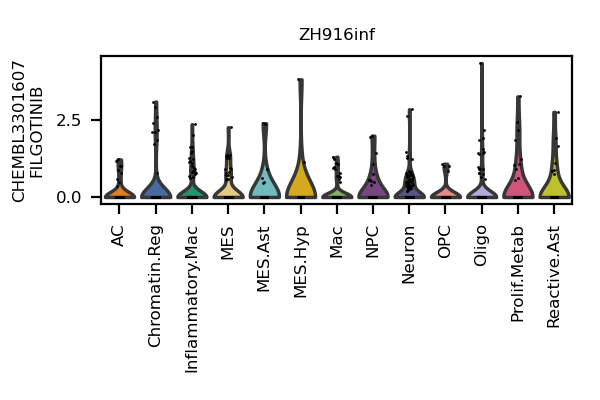 ZH916inf
CHEMBL3301607
FILGOTINIB
2.5
0.0
AC
Chromatin.Reg
Inflammatory.Mac
MES
MES.Ast
MES.Hyp
Mac
NPC
Neuron
OPC
Oligo
Prolif.Metab
Reactive.Ast